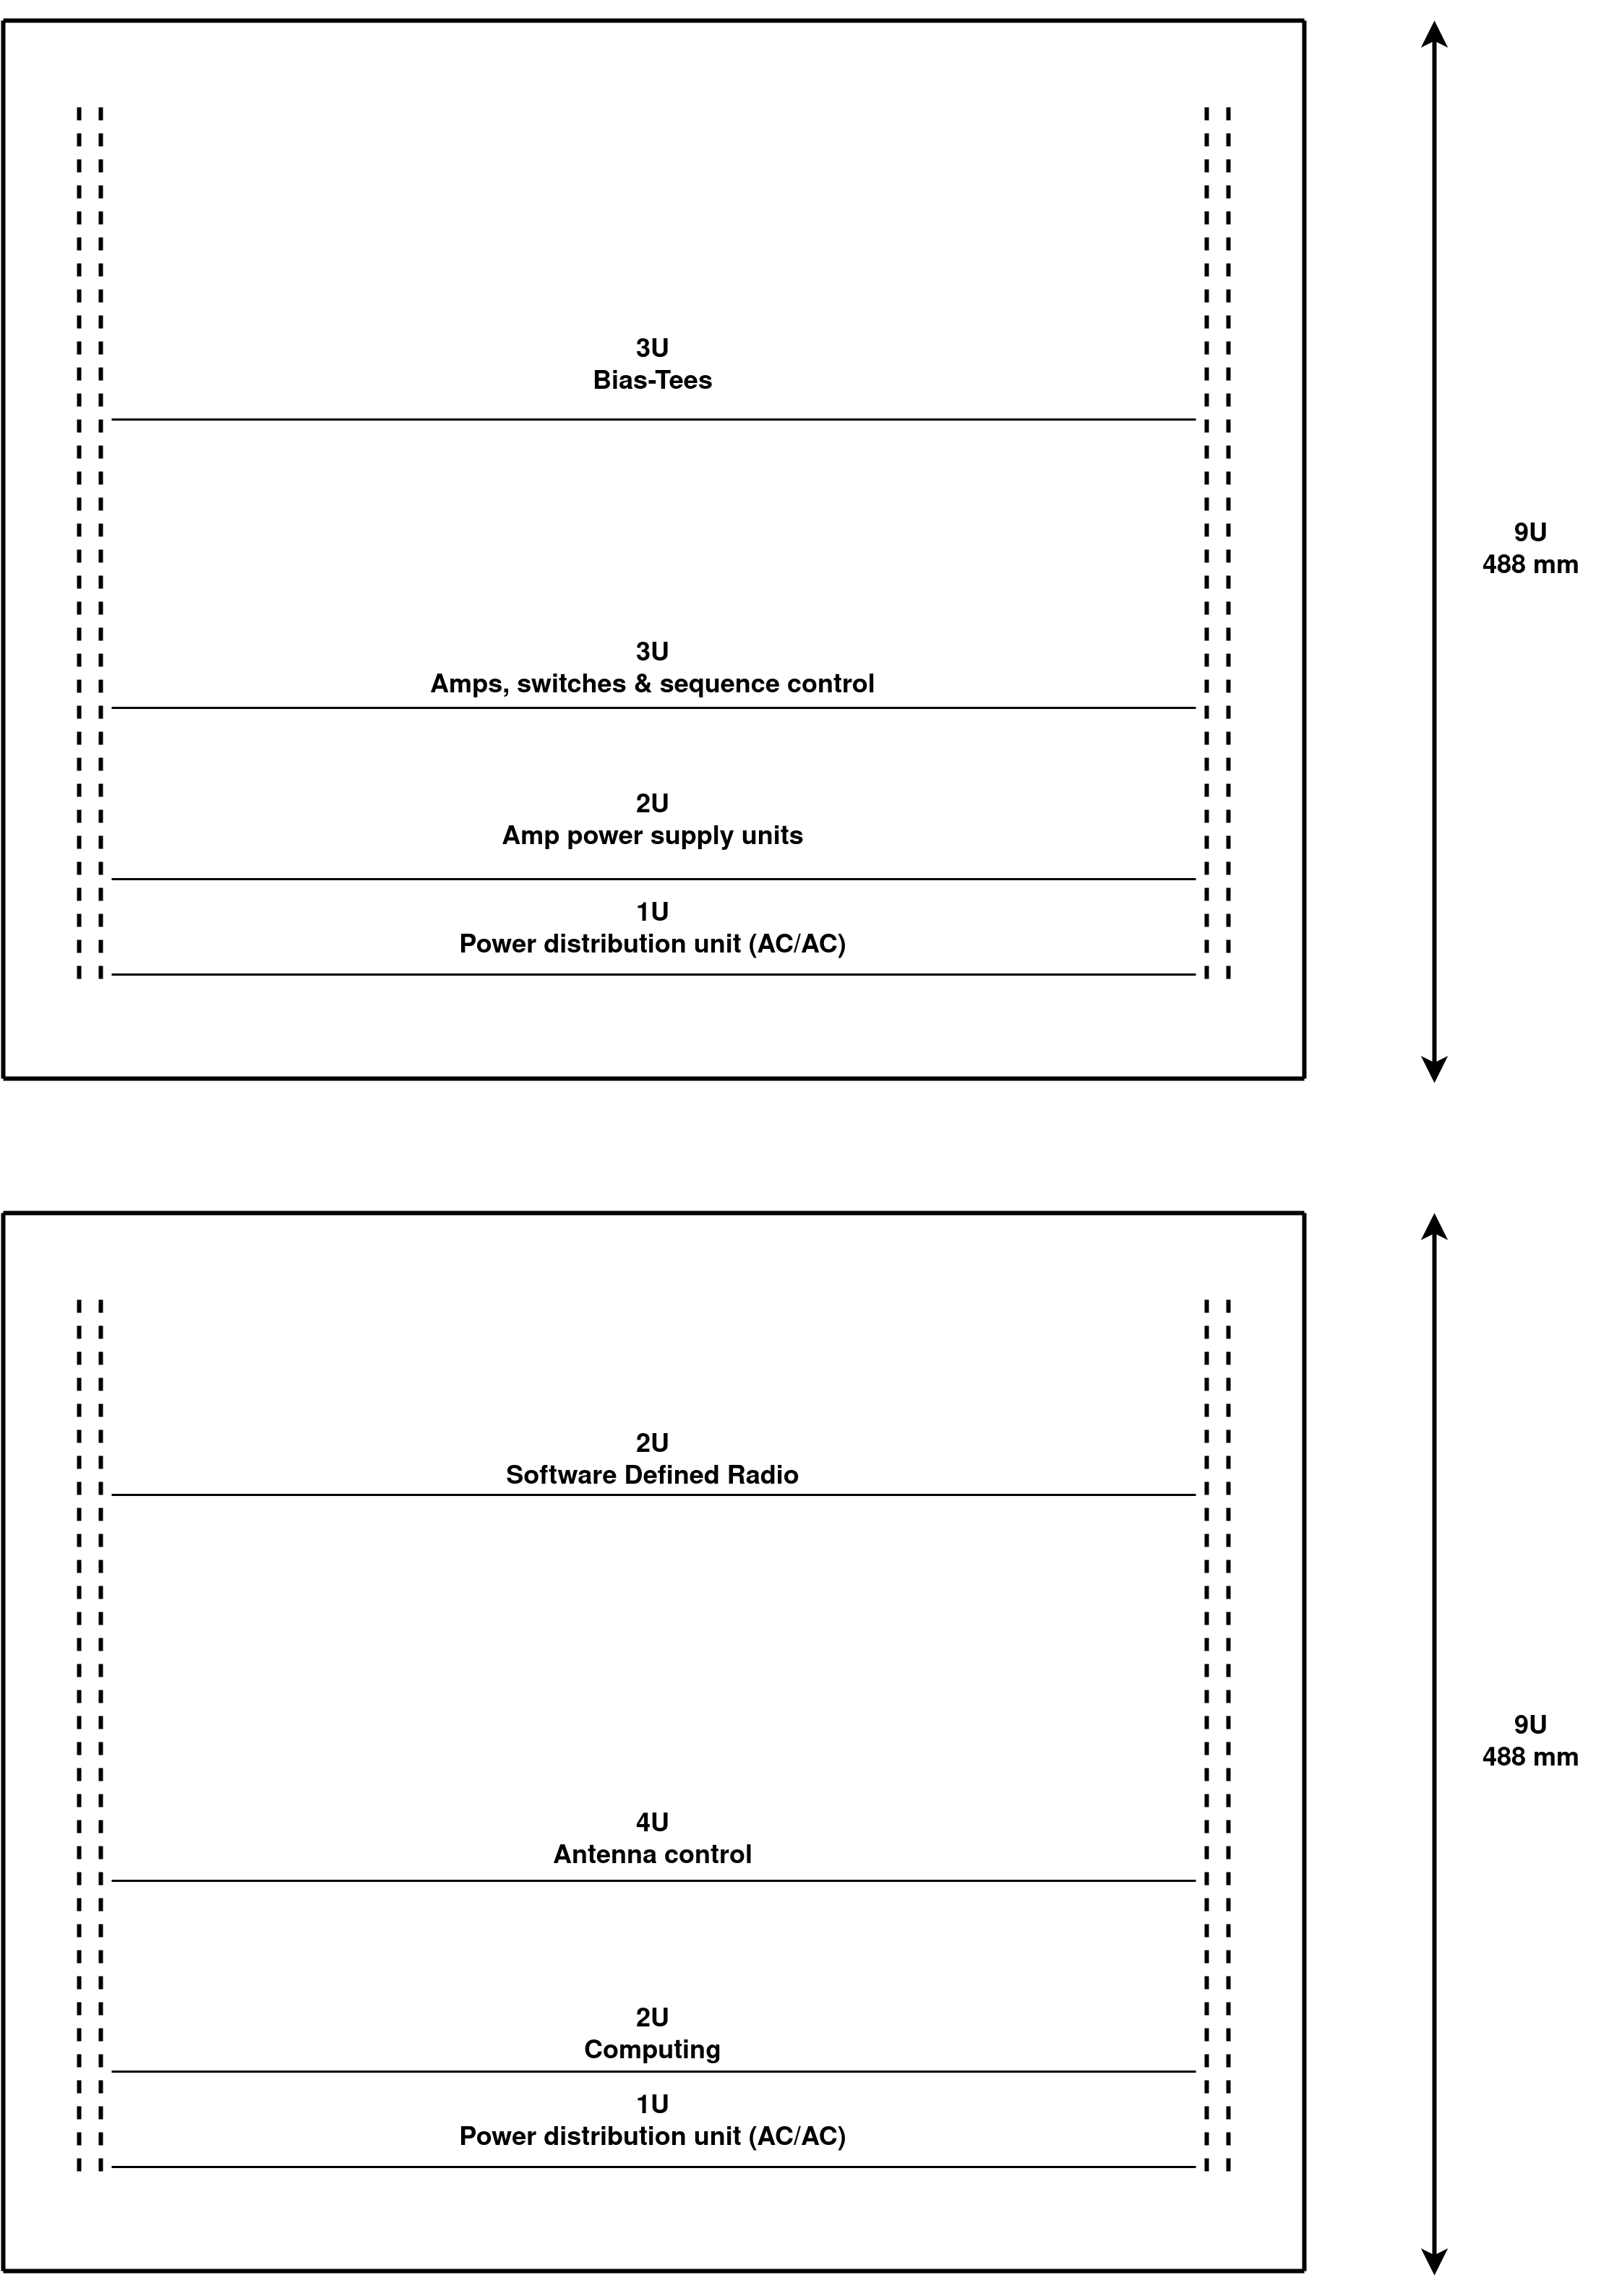 3U
Bias-Tees
9U
488 mm
3U
Amps, switches & sequence control
2U
Amp power supply units
1U
Power distribution unit (AC/AC)
2U
Software Defined Radio
9U
488 mm
4U
Antenna control
2U
Computing
1U
Power distribution unit (AC/AC)